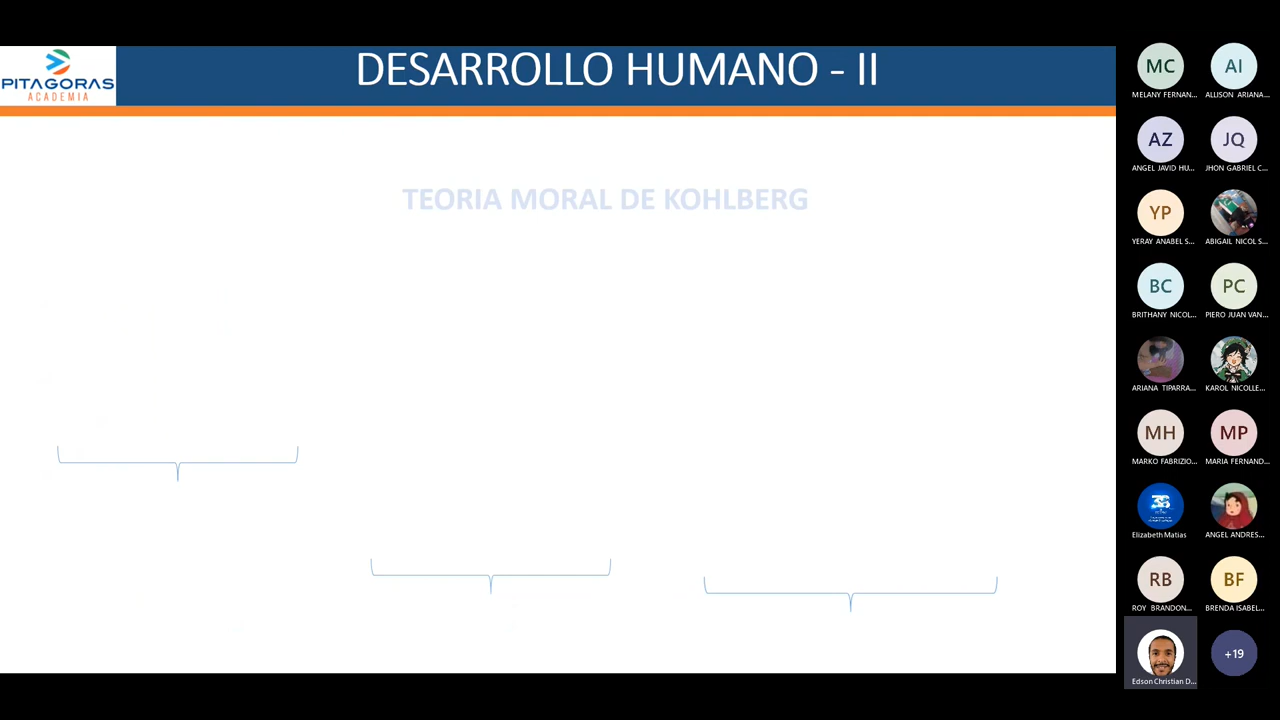 DESARROLLO HUMANO - II
PITAGORAS
ACADEMIA
TEORIA MORAL DE KOHLBERG
MC
AI
MELANY FERNAN...
ALLISON ARIANA...
AZ
JQ
ANGEL JAVID HU...
JHON GABRIEL C...
YP
YERAY ANABEL S...
ABIGAIL NICOL S...
BC
PC
BRITHANY NICOL...
PIERO JUAN VAN...
ARIANA TIPARRA...
KAROL NICOLLE...
MH
MP
MARKO FABRIZIO...
MARIA FERNAND...
Elizabeth Matias
ANGEL ANDRES...
RB
BF
ROY BRANDON...
BRENDA ISABEL...
+19
Edson Christian D...